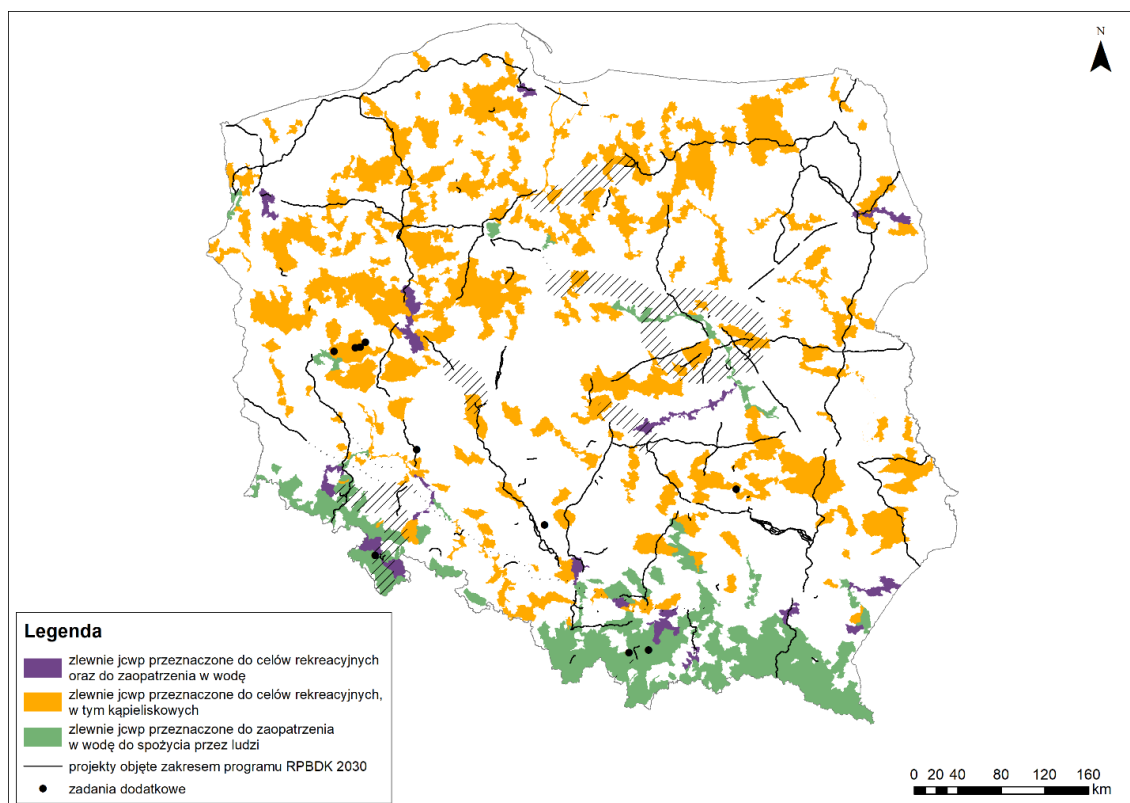 N
Legenda
zlewnie jcwp przeznaczone do celów rekreacyjnych
oraz do zaopatrzenia w wodę
zlewnie jcwp przeznaczone do celów rekreacyjnych,
w tym kąpieliskowych
zlewnie jcwp przeznaczone do zaopatrzenia
w wodę do spożycia przez ludzi
projekty objęte zakresem programu RPBDK 2030
zadania dodatkowe
0 20 40 80 120 160
km